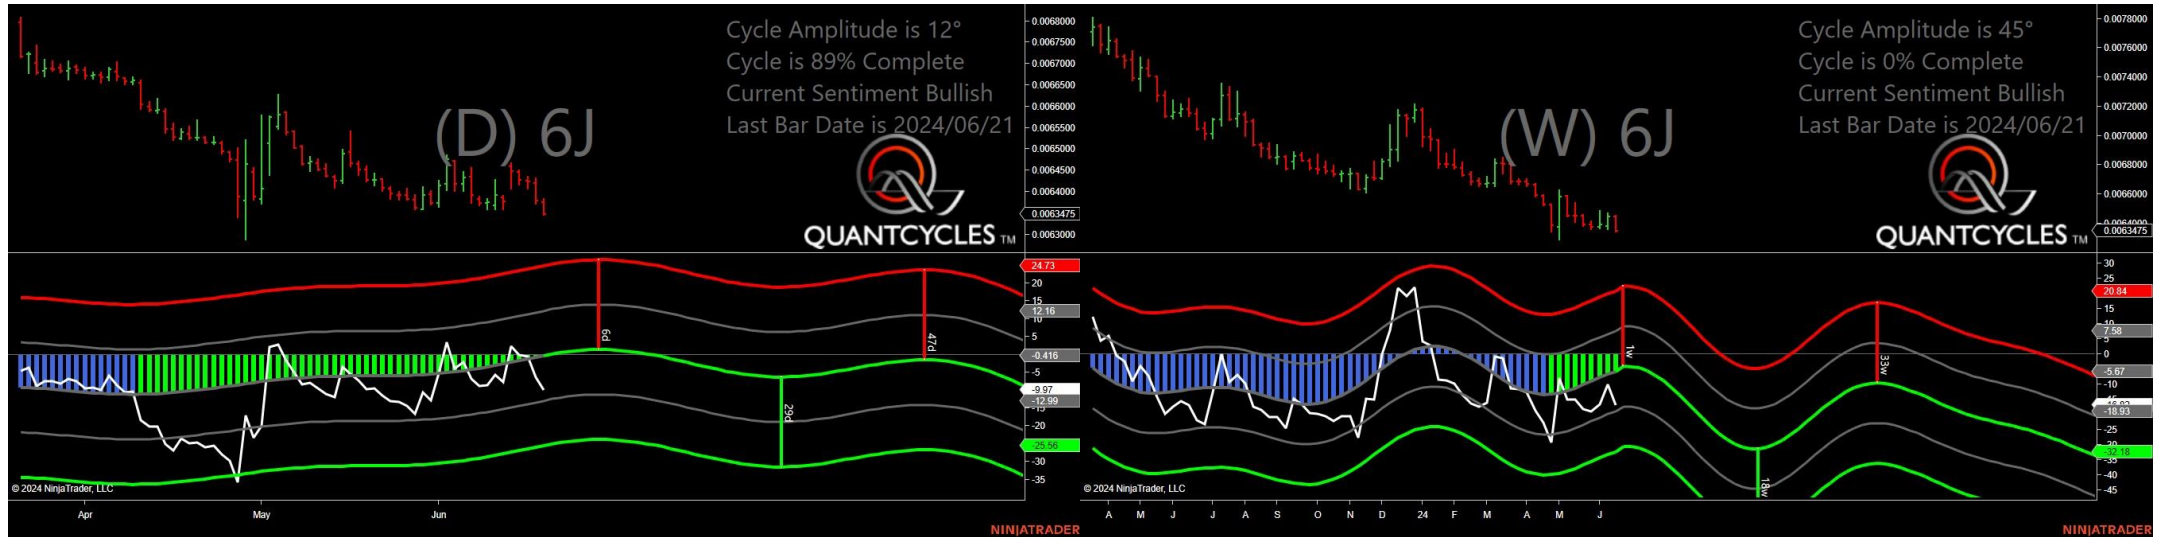 Cycle Amplitude is 12°
Cycle is 89% Complete
Current Sentiment Bullish
Last Bar Date is 2024/06/21
(D) 6J
QUANTCYCLES TM
0.0068000
0.0067500
0.0067000
0.0066500
0.0066000
0.0065500
0.0065000
0.0064500
0.0064000
0.0063475
0.0063000
24.73
20
15
12.16
10
5
-0.416
-5
-9.97
-12.99
-15
-20
-25.56
-30
-35
6d
29d
47d
© 2024 NinjaTrader, LLC
Apr May Jun
NINJATRADER
Cycle Amplitude is 45°
Cycle is 0% Complete
Current Sentiment Bullish
Last Bar Date is 2024/06/21
(W) 6J
QUANTCYCLES TM
0.0078000
0.0076000
0.0074000
0.0072000
0.0070000
0.0068000
0.0066000
0.0064000
0.0063475
30
25
20.84
15
10
7.58
0
-5.67
-10
-18.93
-25
-32.18
-35
-40
-45
1w
18w
33w
© 2024 NinjaTrader, LLC
A M J J A S O N D 24 F M A M J
NINJATRADER